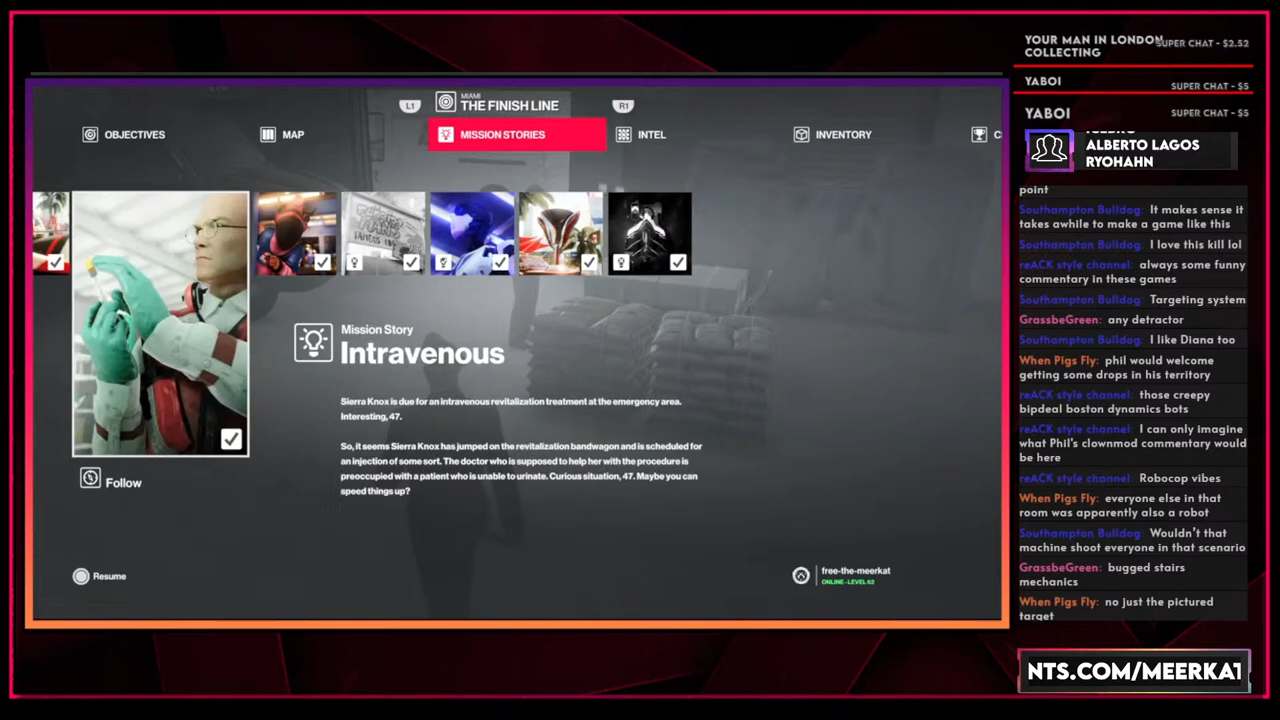 YOUR MAN IN LONDON
COLLECTING
SUPER CHAT - $2.52
YABOI
SUPER CHAT - $5
YABOI
SUPER CHAT - $5
ALBERTO LAGOS
RYOHAHN
L1
MIAMI
THE FINISH LINE
R1
OBJECTIVES
MAP
MISSION STORIES
INTEL
INVENTORY
Mission Story
Intravenous
Sierra Knox is due for an intravenous revitalization treatment at the emergency area.
Interesting, 47.
So, it seems Sierra Knox has jumped on the revitalization bandwagon and is scheduled for
an injection of some sort. The doctor who is supposed to help her with the procedure is
preoccupied with a patient who is unable to urinate. Curious situation, 47. Maybe you can
speed things up?
Follow
Resume
free-the-meerkat
ONLINE - LEVEL 62
point
Southampton Bulldog: It makes sense it
takes awhile to make a game like this
Southampton Bulldog: I love this kill lol
reACK style channel: always some funny
commentary in these games
Southampton Bulldog: Targeting system
GrassbeGreen: any detractor
Southampton Bulldog: I like Diana too
When Pigs Fly: phil would welcome
getting some drops in his territory
reACK style channel: those creepy
bipdeal boston dynamics bots
reACK style channel: I can only imagine
what Phil's clownmod commentary would
be here
reACK style channel: Robocop vibes
When Pigs Fly: everyone else in that
room was apparently also a robot
Southampton Bulldog: Wouldn't that
machine shoot everyone in that scenario
GrassbeGreen: bugged stairs
mechanics
When Pigs Fly: no just the pictured
target
NTS.COM/MEERKAT